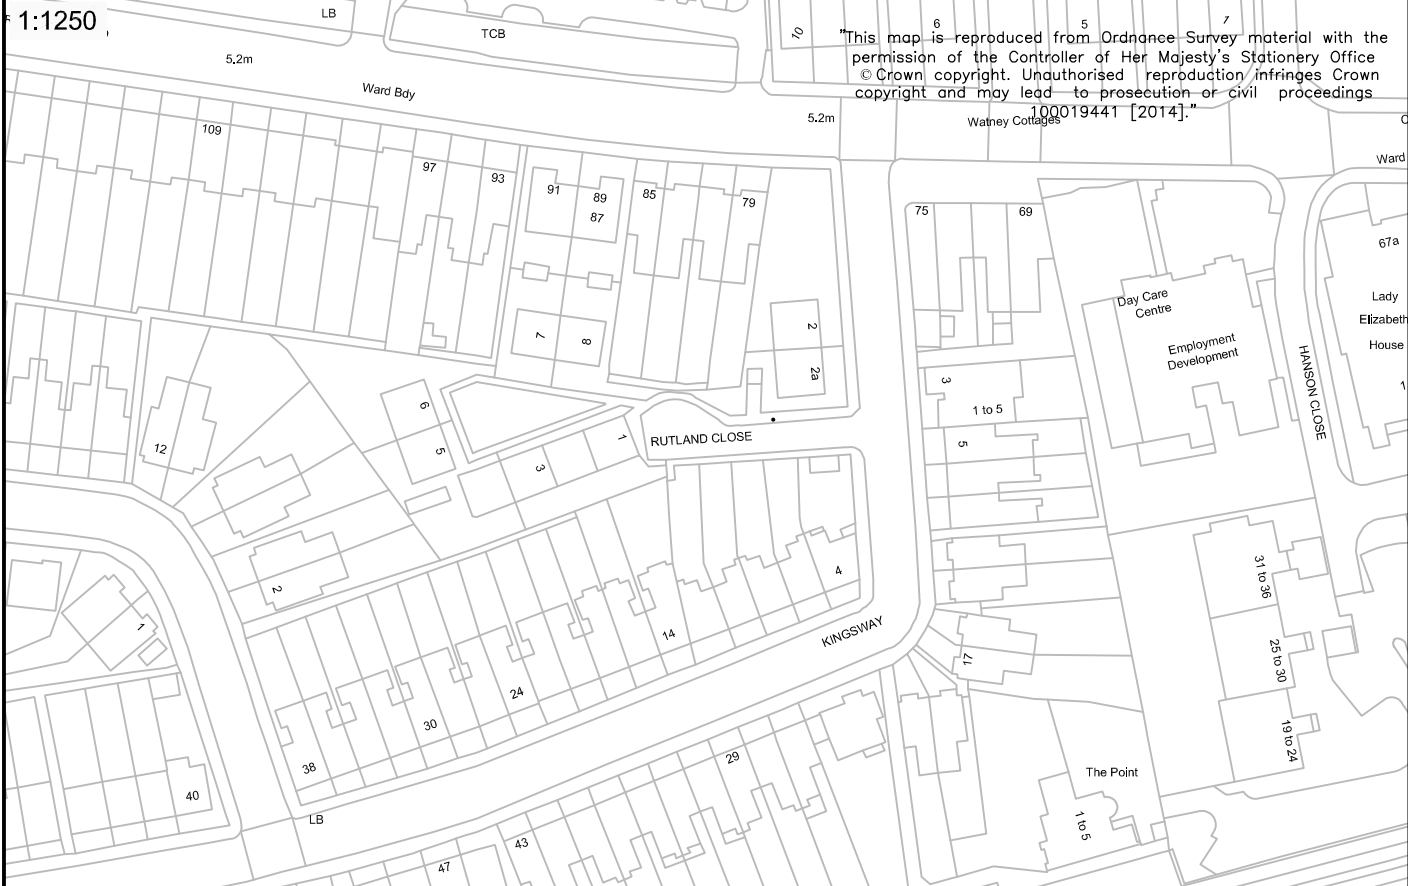 1:1250
LB
TCB
10
6
5
1
"This map is reproduced from Ordnance Survey material with the
permission of the Controller of Her Majesty's Stationery Office
© Crown copyright. Unauthorised reproduction infringes Crown
copyright and may lead to prosecution or civil proceedings
100019441 [2014]."
5.2m
Ward Bdy
5.2m
Watney Cottages
Ward
109
97
93
91
89
87
85
79
75
69
67a
Day Care
Centre
Employment
Development
Lady
Elizabeth
House
HANSON CLOSE
7
8
2
2a
3
1 to 5
5
6
5
12
1
3
RUTLAND CLOSE
2
1
4
14
KINGSWAY
17
24
30
38
40
29
31 to 36
25 to 30
19 to 24
The Point
1 to 5
LB
43
47